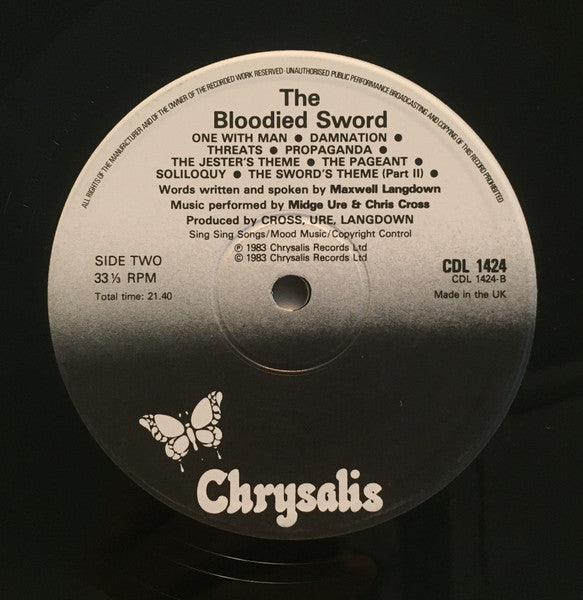 ALL RIGHTS OF THE MANUFACTURER AND OF THE OWNER OF THE RECORDED WORK RESERVED · UNAUTHORISED PUBLIC PERFORMANCE BROADCASTING AND COPYING OF THIS RECORD PROHIBITED
The
Bloodied Sword
ONE WITH MAN ● DAMNATION ●
THREATS ● PROPAGANDA ●
THE JESTER'S THEME ● THE PAGEANT ●
SOLILOQUY ● THE SWORD'S THEME (Part II) ●
Words written and spoken by Maxwell Langdown
Music performed by Midge Ure & Chris Cross
Produced by CROSS, URE, LANGDOWN
Sing Sing Songs/Mood Music/Copyright Control
℗ 1983 Chrysalis Records Ltd
© 1983 Chrysalis Records Ltd
SIDE TWO
33 ⅓ RPM
Total time: 21.40
CDL 1424
CDL 1424-B
Made in the UK
Chrysalis